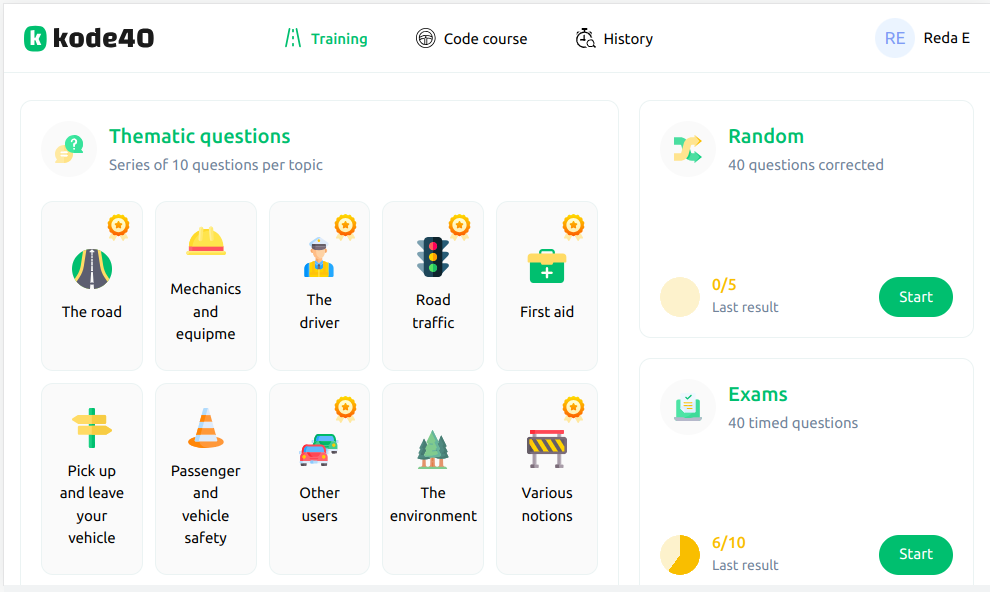 k kode40
Training
Code course
History
RE
Reda E
Thematic questions
Series of 10 questions per topic
The road
Mechanics
and
equipme
The
driver
Road
traffic
First aid
Pick up
and leave
your
vehicle
Passenger
and
vehicle
safety
Other
users
The
environment
Various
notions
Random
40 questions corrected
0/5
Last result
Start
Exams
40 timed questions
6/10
Last result
Start